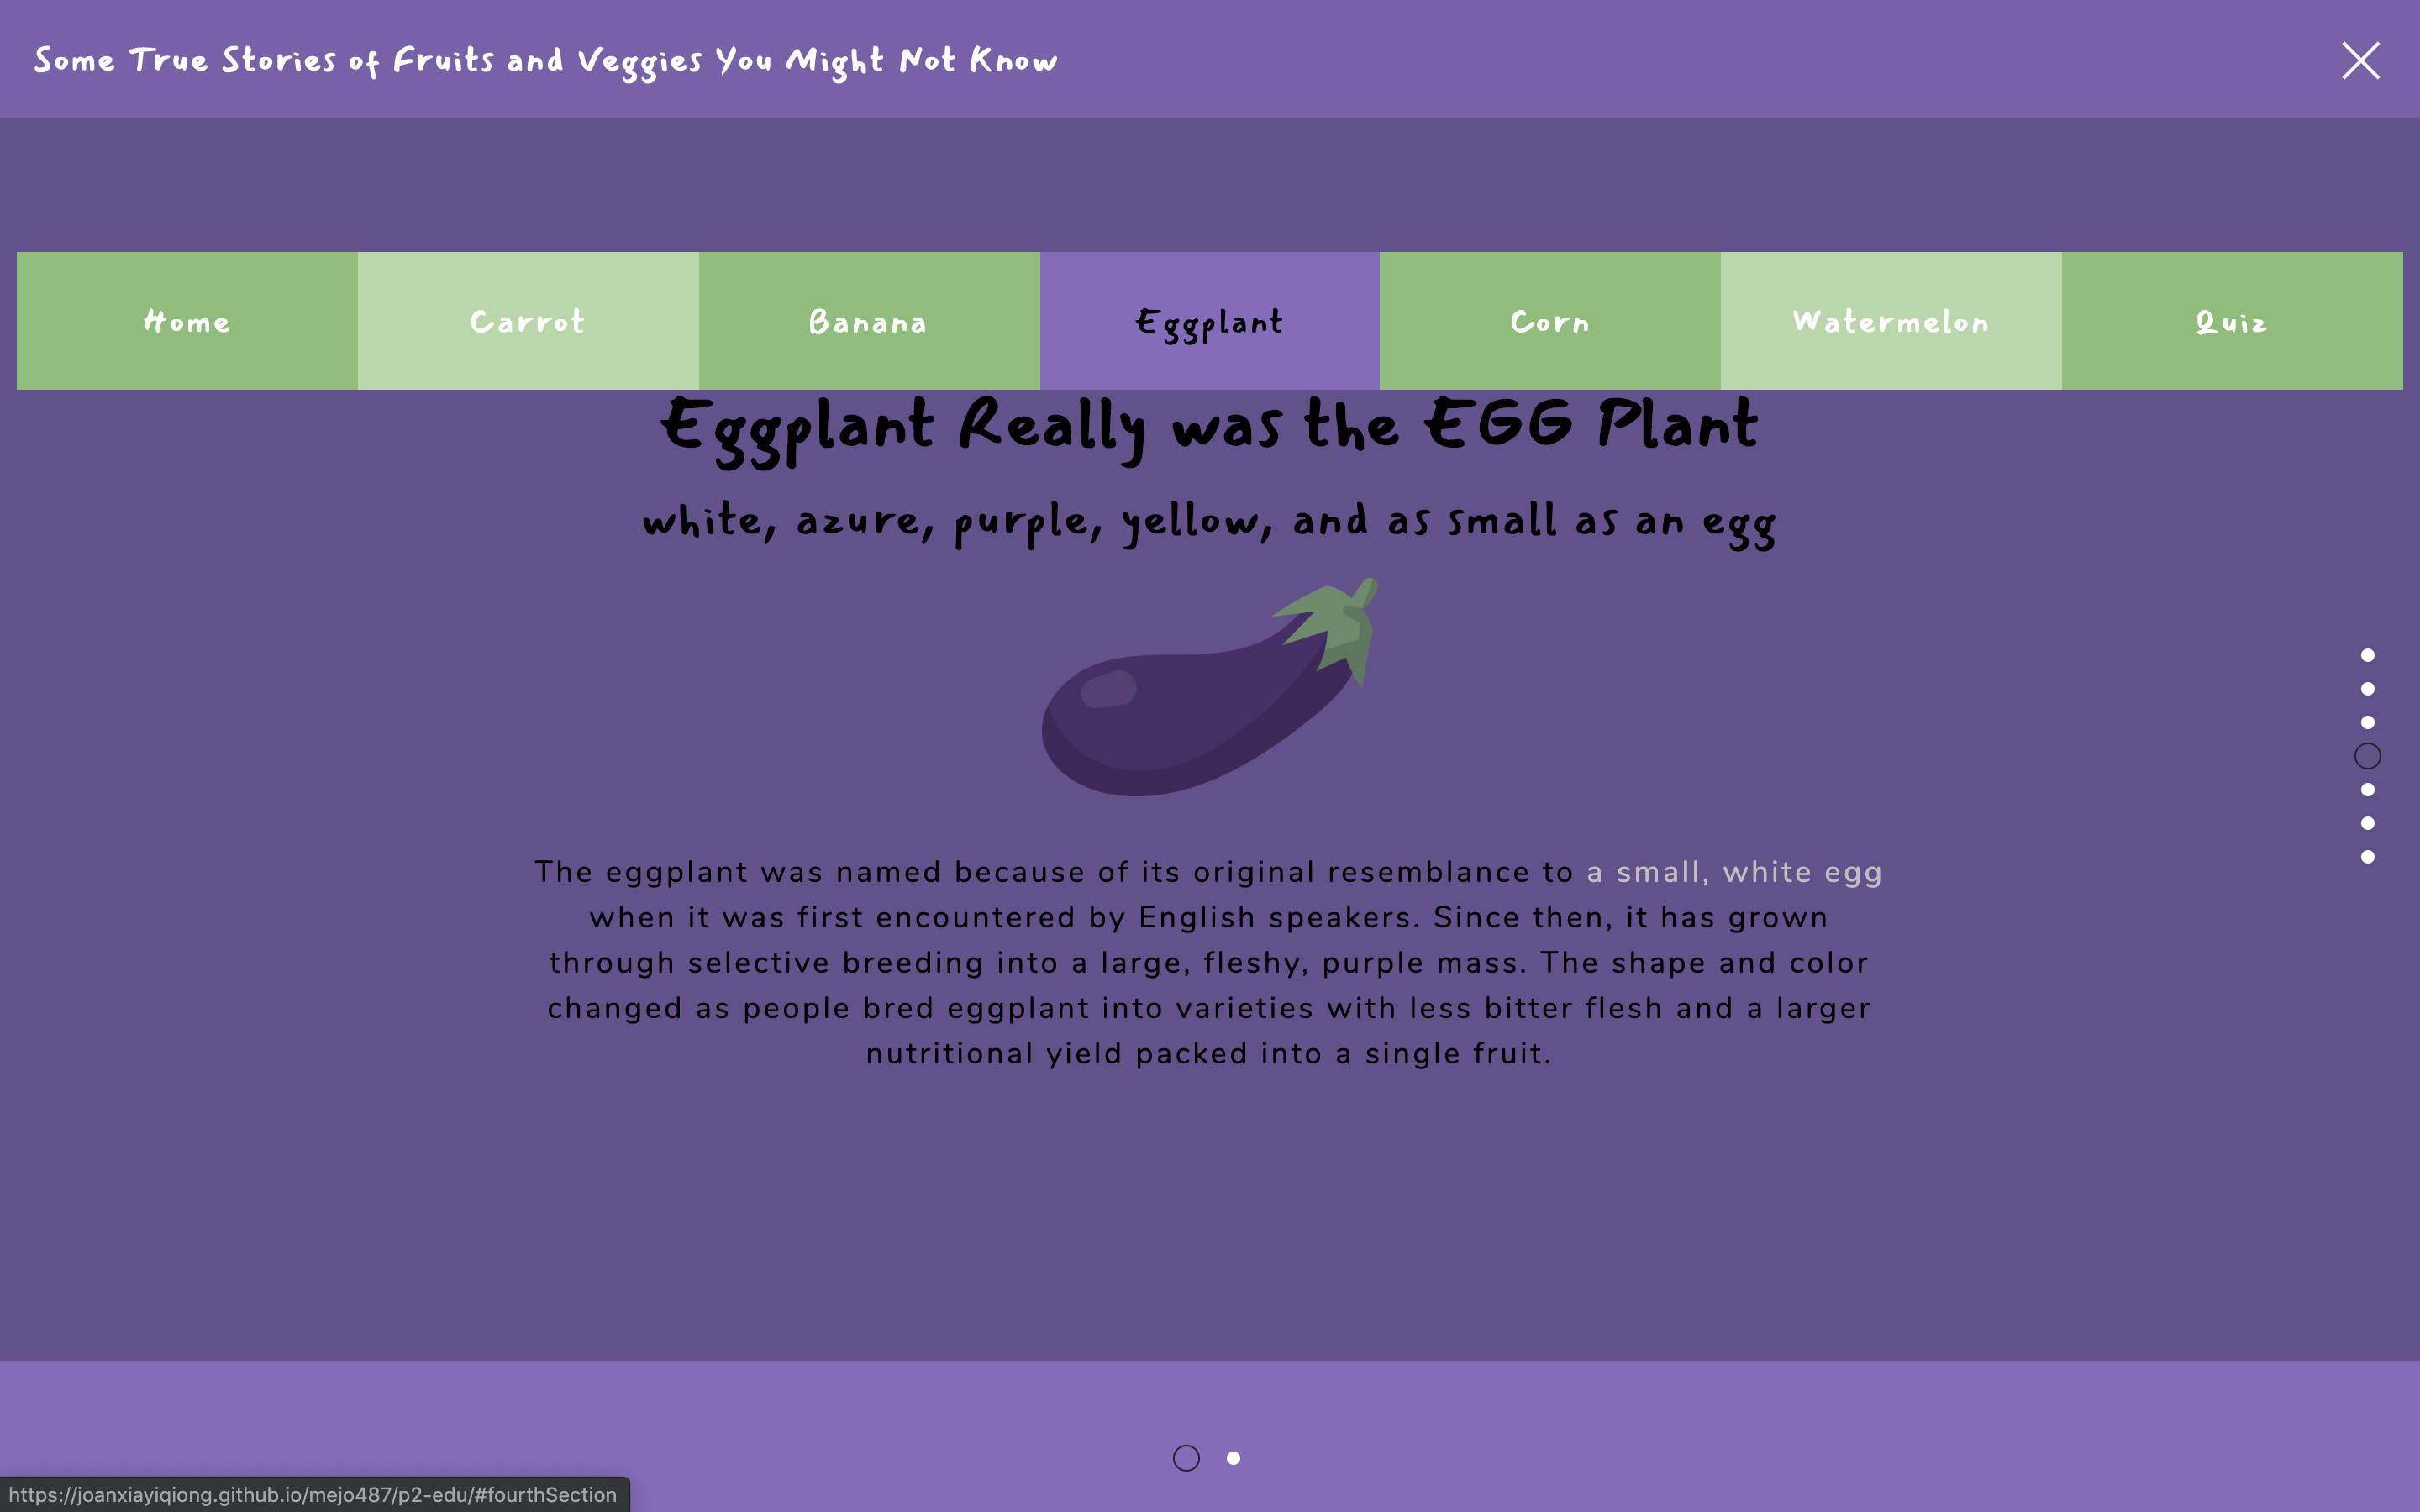 Some True Stories of Fruits and Veggies You Might Not Know
Home Carrot Banana Eggplant Corn Watermelon Quiz
Eggplant Really was the EGG Plant
white, azure, purple, yellow, and as small as an egg
The eggplant was named because of its original resemblance to a small, white egg
when it was first encountered by English speakers. Since then, it has grown
through selective breeding into a large, fleshy, purple mass. The shape and color
changed as people bred eggplant into varieties with less bitter flesh and a larger
nutritional yield packed into a single fruit.
https://joanxiayiqiong.github.io/mejo487/p2-edu/#fourthSection